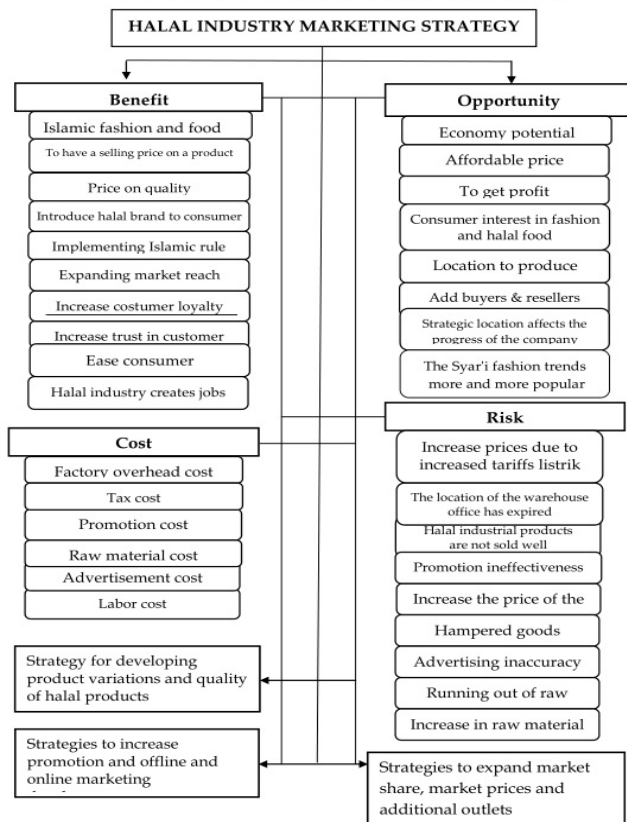 HALAL INDUSTRY MARKETING STRATEGY
Benefit
Islamic fashion and food
To have a selling price on a product
Price on quality
Introduce halal brand to consumer
Implementing Islamic rule
Expanding market reach
Increase costumer loyalty
Increase trust in customer
Ease consumer
Halal industry creates jobs
Cost
Factory overhead cost
Tax cost
Promotion cost
Raw material cost
Advertisement cost
Labor cost
Strategy for developing
product variations and quality
of halal products
Strategies to increase
promotion and offline and
online marketing
Opportunity
Economy potential
Affordable price
To get profit
Consumer interest in fashion
and halal food
Location to produce
Add buyers & resellers
Strategic location affects the
progress of the company
The Syar'i fashion trends
more and more popular
Risk
Increase prices due to
increased tariffs listrik
The location of the warehouse
office has expired
Halal industrial products
are not sold well
Promotion ineffectiveness
Increase the price of the
Hampered goods
Advertising inaccuracy
Running out of raw
Increase in raw material
Strategies to expand market
share, market prices and
additional outlets